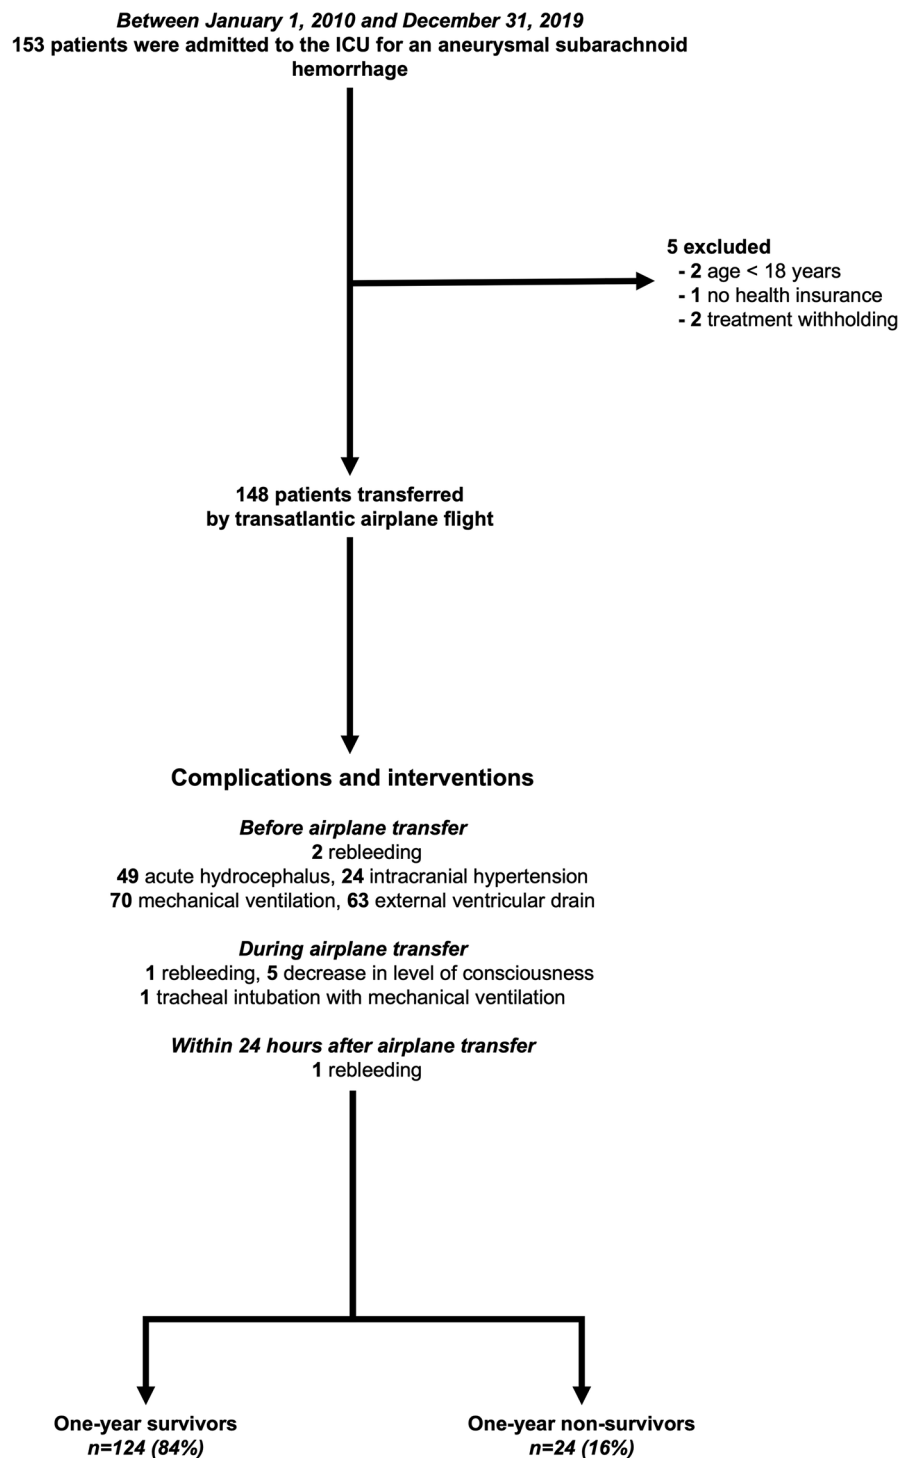 Between January 1, 2010 and December 31, 2019
153 patients were admitted to the ICU for an aneurysmal subarachnoid
hemorrhage
5 excluded
- 2 age < 18 years
- 1 no health insurance
- 2 treatment withholding
148 patients transferred
by transatlantic airplane flight
Complications and interventions
Before airplane transfer
2 rebleeding
49 acute hydrocephalus, 24 intracranial hypertension
70 mechanical ventilation, 63 external ventricular drain
During airplane transfer
1 rebleeding, 5 decrease in level of consciousness
1 tracheal intubation with mechanical ventilation
Within 24 hours after airplane transfer
1 rebleeding
One-year survivors
n=124 (84%)
One-year non-survivors
n=24 (16%)